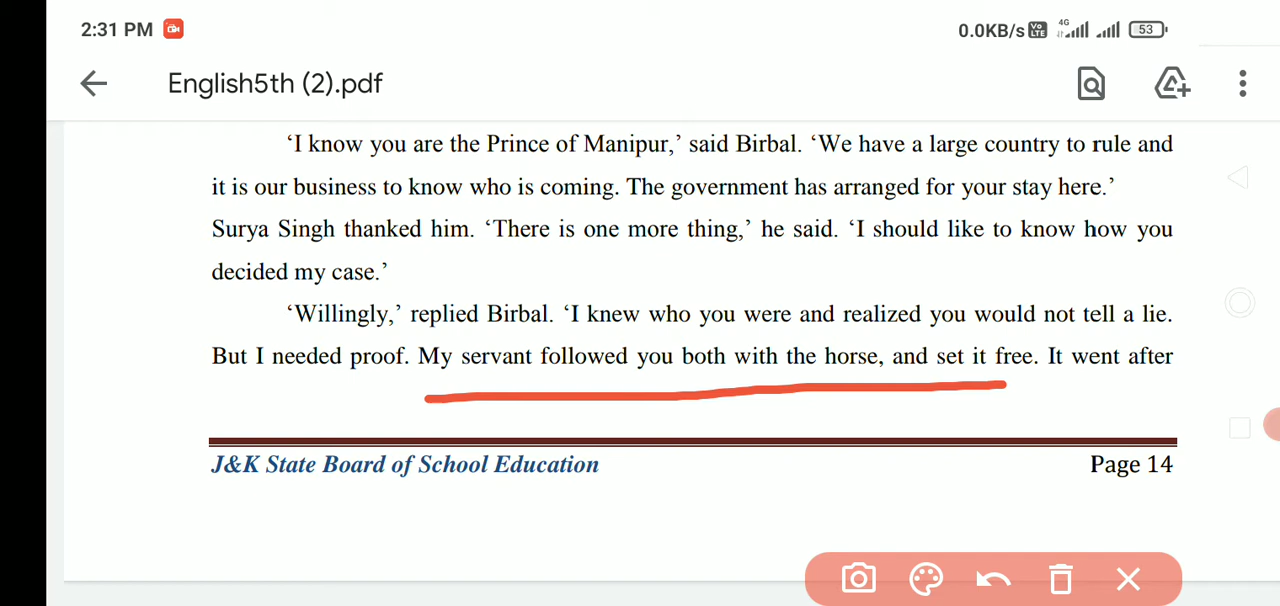 2:31 PM 0.0KB/s Vo LTE 4G 53
English5th (2).pdf
‘I know you are the Prince of Manipur,’ said Birbal. ‘We have a large country to rule and
it is our business to know who is coming. The government has arranged for your stay here.’
Surya Singh thanked him. ‘There is one more thing,’ he said. ‘I should like to know how you
decided my case.’
‘Willingly,’ replied Birbal. ‘I knew who you were and realized you would not tell a lie.
But I needed proof. My servant followed you both with the horse, and set it free. It went after
J&K State Board of School Education Page 14